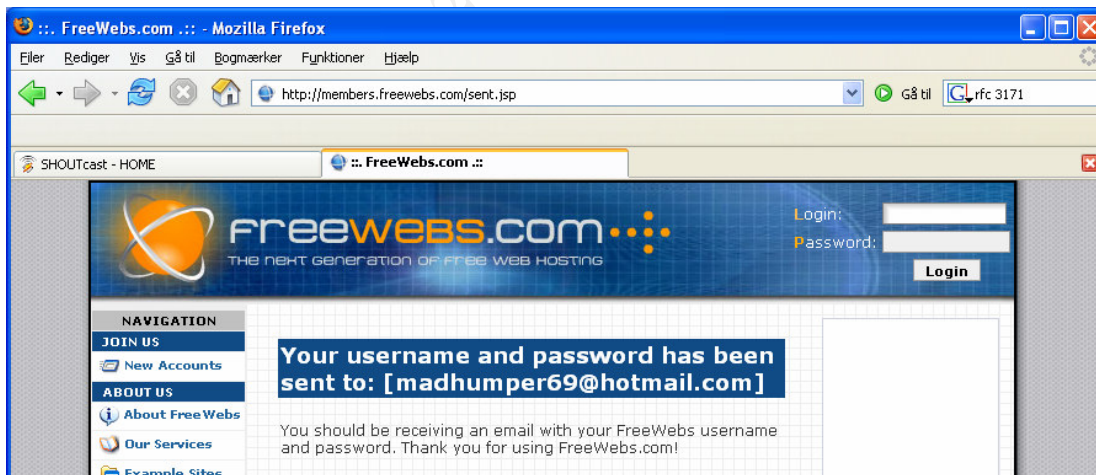 ::. FreeWebs.com .:: - Mozilla Firefox
Filer Rediger Vis Gå til Bogmærker Funktioner Hjælp
http://members.freewebs.com/sent.jsp Gå til G rfc 3171
SHOUTcast - HOME ::. FreeWebs.com .::
Freewebs.com
THE NEXT GENERATION OF FREE WEB HOSTING
Login:
Password:
Login
NAVIGATION
JOIN US
New Accounts
ABOUT US
About FreeWebs
Our Services
Example Sites
Your username and password has been
sent to: [madhumper69@hotmail.com]
You should be receiving an email with your FreeWebs username
and password. Thank you for using FreeWebs.com!